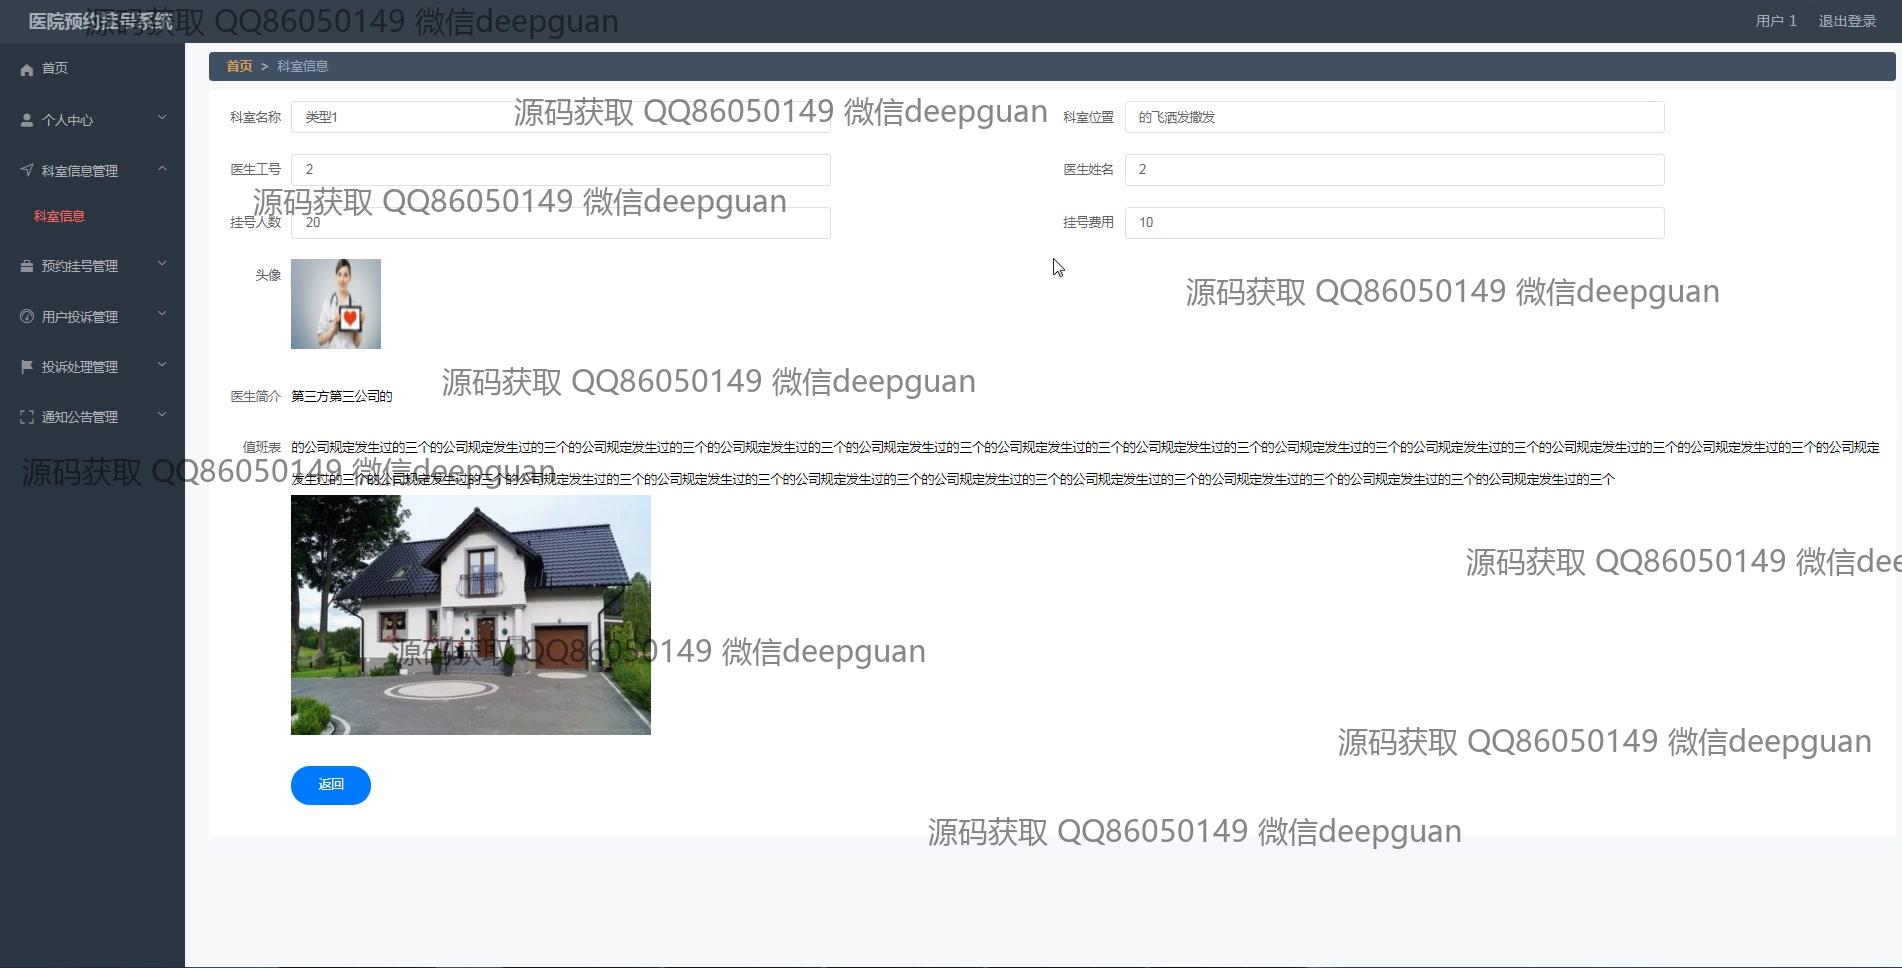 医院预约挂号系统
源码获取 QQ86050149 微信deepguan
用户 1
退出登录
首页
首页 > 科室信息
个人中心
科室信息管理
科室信息
预约挂号管理
用户投诉管理
投诉处理管理
通知公告管理
科室名称 类型1
源码获取 QQ86050149 微信deepguan
科室位置 的飞洒发撒发
医生工号 2
医生姓名 2
源码获取 QQ86050149 微信deepguan
挂号人数 20
挂号费用 10
头像
源码获取 QQ86050149 微信deepguan
源码获取 QQ86050149 微信deepguan
医生简介 第三方第三公司的
值班表 的公司规定发生过的三个的公司规定发生过的三个的公司规定发生过的三个的公司规定发生过的三个的公司规定发生过的三个的公司规定发生过的三个的公司规定发生过的三个的公司规定发生过的三个的公司规定发生过的三个的公司规定发生过的三个的公司规定发生过的三个的公司规定
源码获取 QQ86050149 微信deepguan
发生过的三个的公司规定发生过的三个的公司规定发生过的三个的公司规定发生过的三个的公司规定发生过的三个的公司规定发生过的三个的公司规定发生过的三个的公司规定发生过的三个的公司规定发生过的三个的公司规定发生过的三个
源码获取 QQ86050149 微信dee
源码获取 QQ86050149 微信deepguan
源码获取 QQ86050149 微信deepguan
返回
源码获取 QQ86050149 微信deepguan